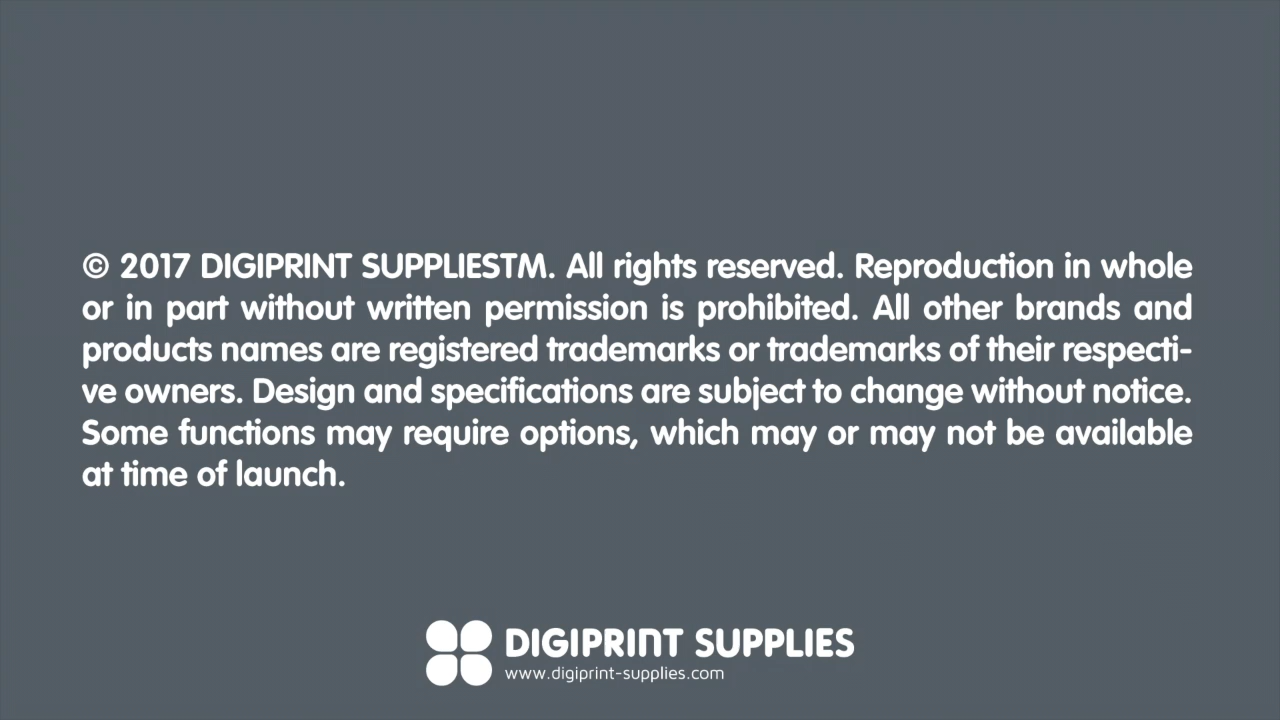 © 2017 DIGIPRINT SUPPLIESTM. All rights reserved. Reproduction in whole
or in part without written permission is prohibited. All other brands and
products names are registered trademarks or trademarks of their respecti-
ve owners. Design and specifications are subject to change without notice.
Some functions may require options, which may or may not be available
at time of launch.
DIGIPRINT SUPPLIES
www.digiprint-supplies.com